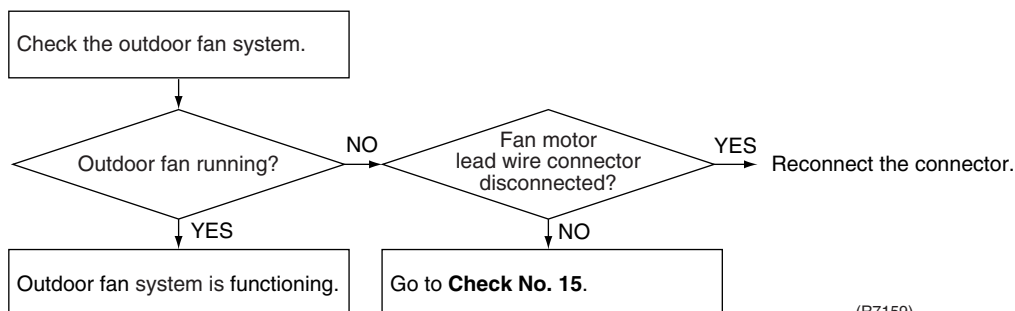 Check the outdoor fan system.
Outdoor fan running?
NO
Fan motor
lead wire connector
disconnected?
YES
Reconnect the connector.
YES
NO
Outdoor fan system is functioning.
Go to Check No. 15.
(R7159)